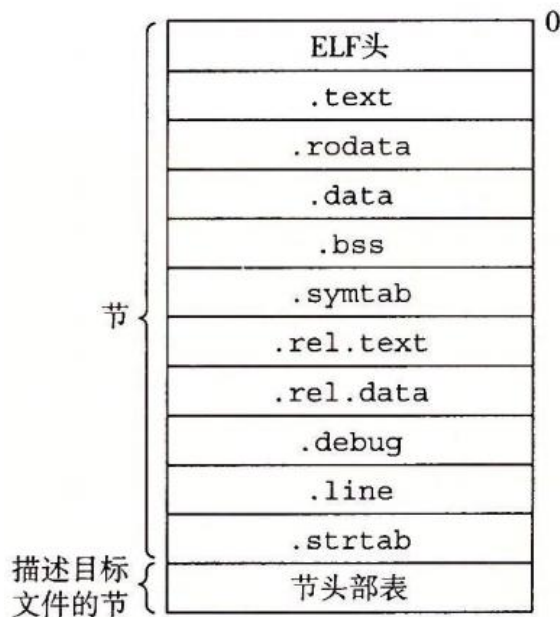 0
ELF头
.text
.rodata
.data
.bss
.symtab
节
.rel.text
.rel.data
.debug
.line
.strtab
描述目标
文件的节
节头部表